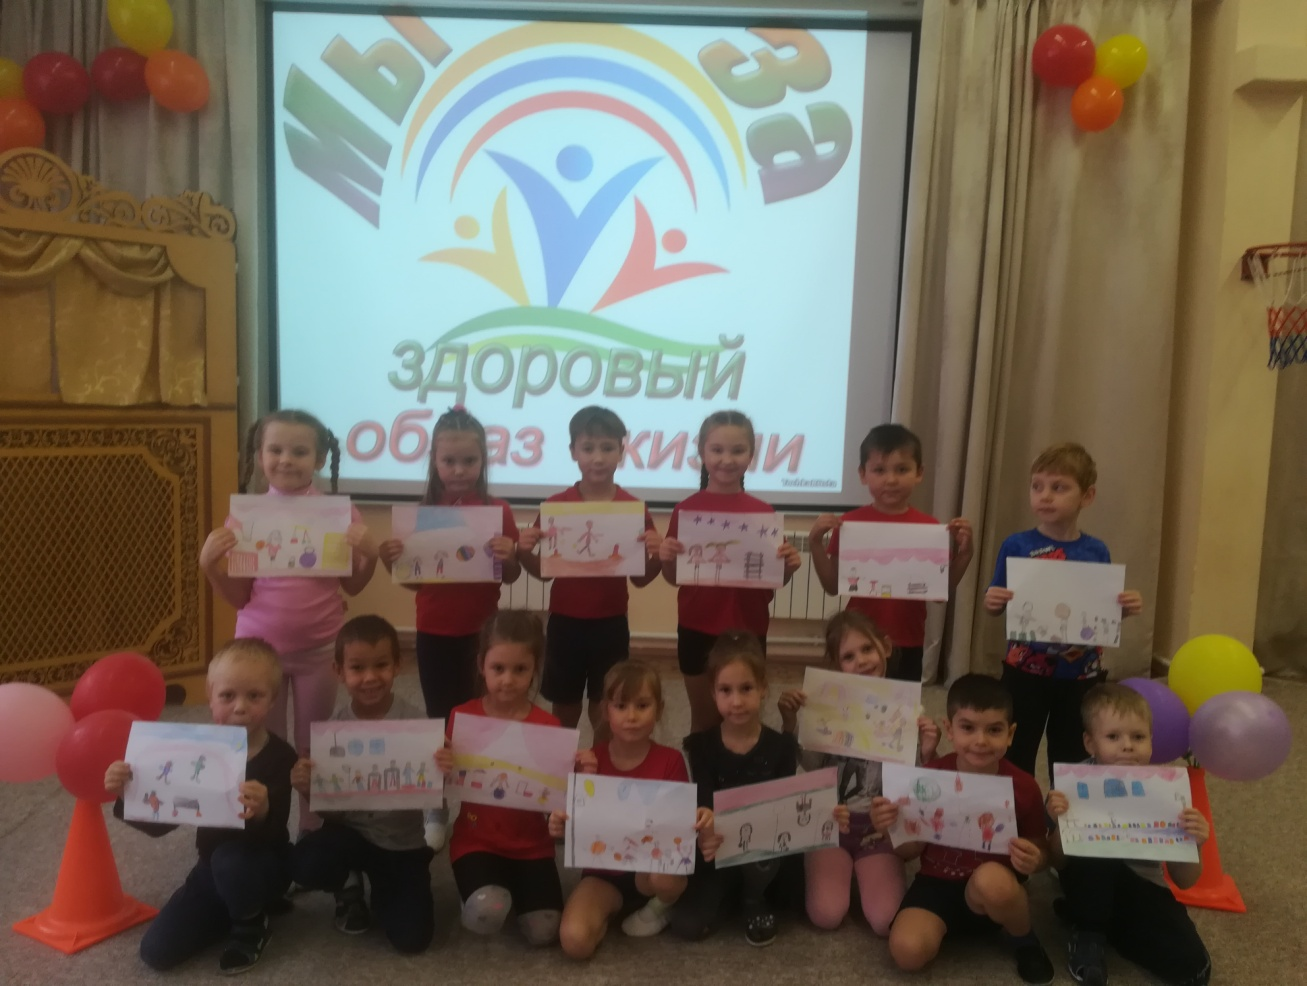 Мы за
здоровый
образ жизни